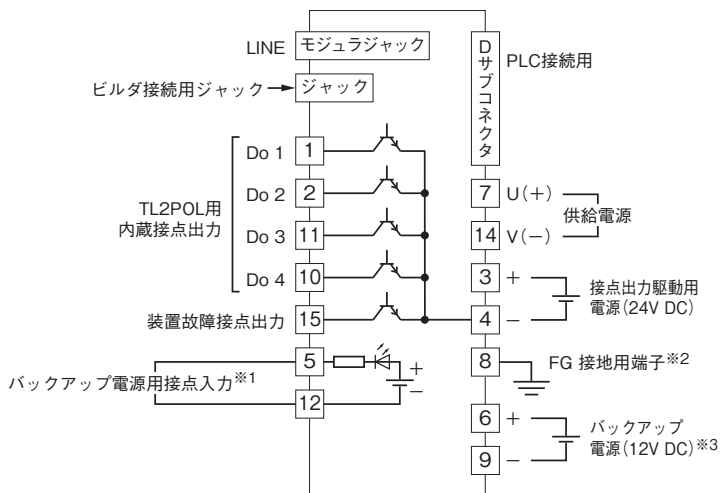 LINE モジュラジャック
ビルダ接続用ジャック ジャック
TL2POL用
内蔵接点出力
Do 1 1
Do 2 2
Do 3 11
Do 4 10
装置故障接点出力 15
バックアップ電源用接点入力※1
5
12
+
−
Dサブコネクタ
PLC接続用
7 U(+)
14 V(−)
供給電源
3 +
4 −
接点出力駆動用
電源(24V DC)
8 FG 接地用端子※2
6 +
9 −
バックアップ
電源(12V DC)※3